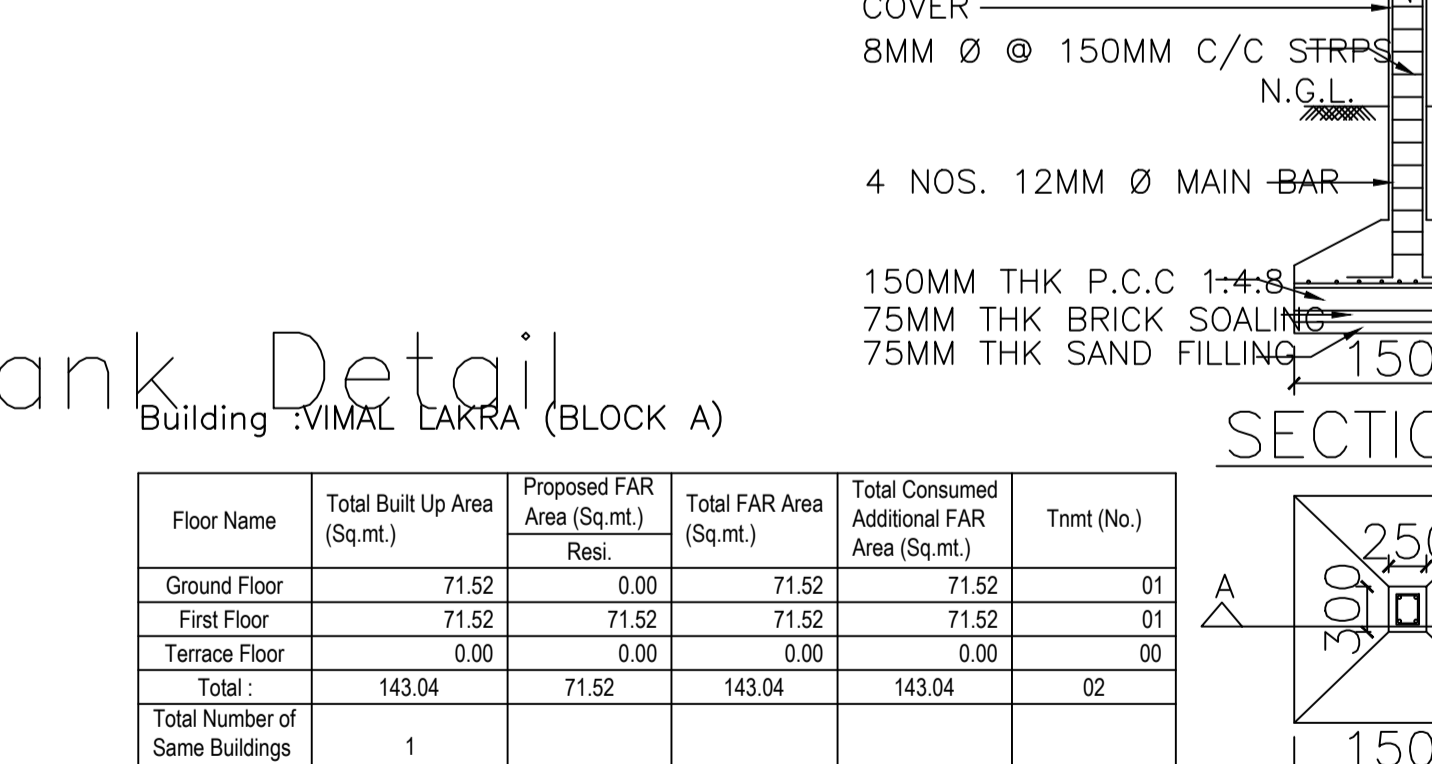 COVER
8MM Ø @ 150MM C/C STRPS
N.G.L.
4 NOS. 12MM Ø MAIN BAR
150MM THK P.C.C 1:4:8
75MM THK BRICK SOALING
75MM THK SAND FILLING
150
ank Detail
Building :VIMAL LAKRA (BLOCK A)
SECTIO
Floor Name Total Built Up Area (Sq.mt.) Proposed FAR Area (Sq.mt.) Total FAR Area (Sq.mt.) Total Consumed Additional FAR Area (Sq.mt.) Tnmt (No.)
Resi.
Ground Floor 71.52 0.00 71.52 71.52 01
First Floor 71.52 71.52 71.52 71.52 01
Terrace Floor 0.00 0.00 0.00 0.00 00
Total : 143.04 71.52 143.04 143.04 02
Total Number of
Same Buildings 1
250
A
300
150